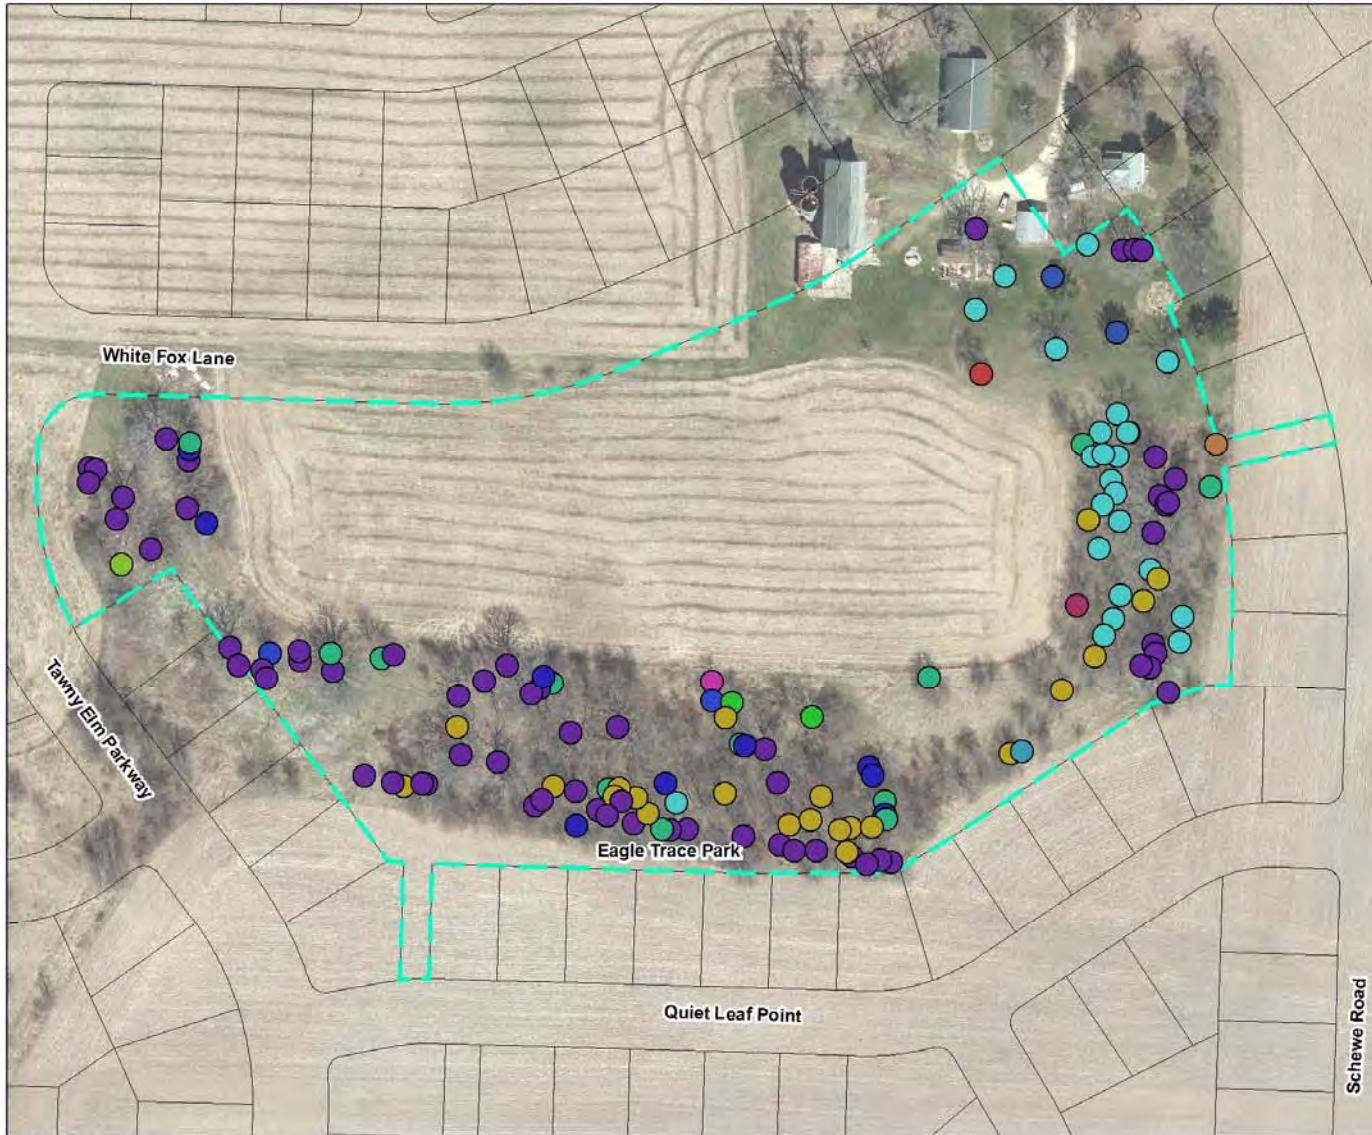 White Fox Lane
Tawny Elm Parkway
Eagle Trace Park
Quiet Leaf Point
Schewe Road